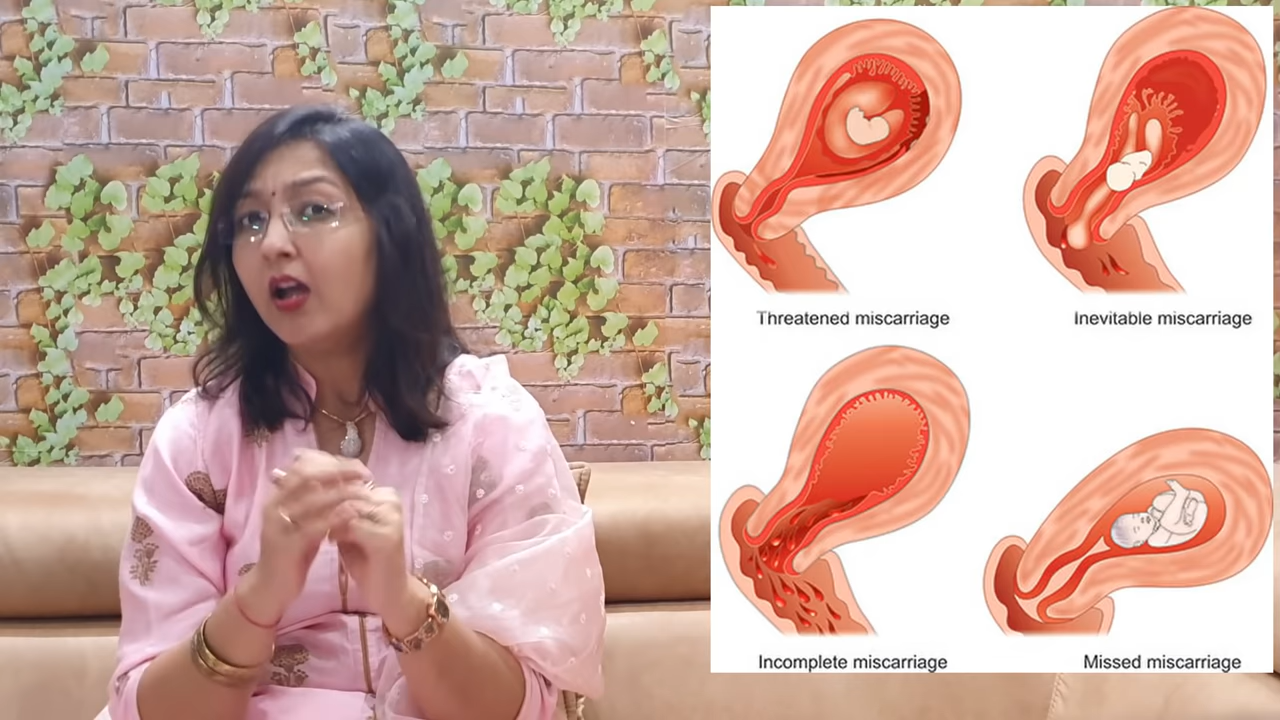 Threatened miscarriage
Inevitable miscarriage
Incomplete miscarriage
Missed miscarriage